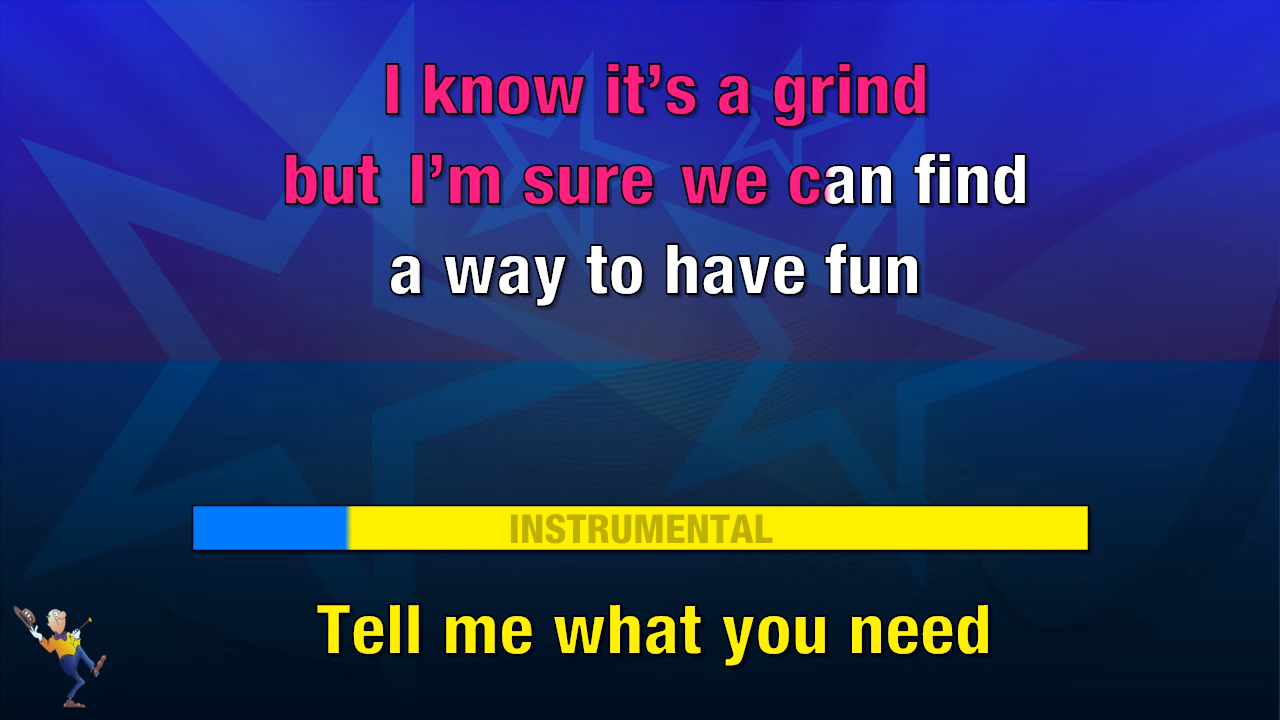 I know it’s a grind
but I’m sure we can find
a way to have fun
INSTRUMENTAL
Tell me what you need